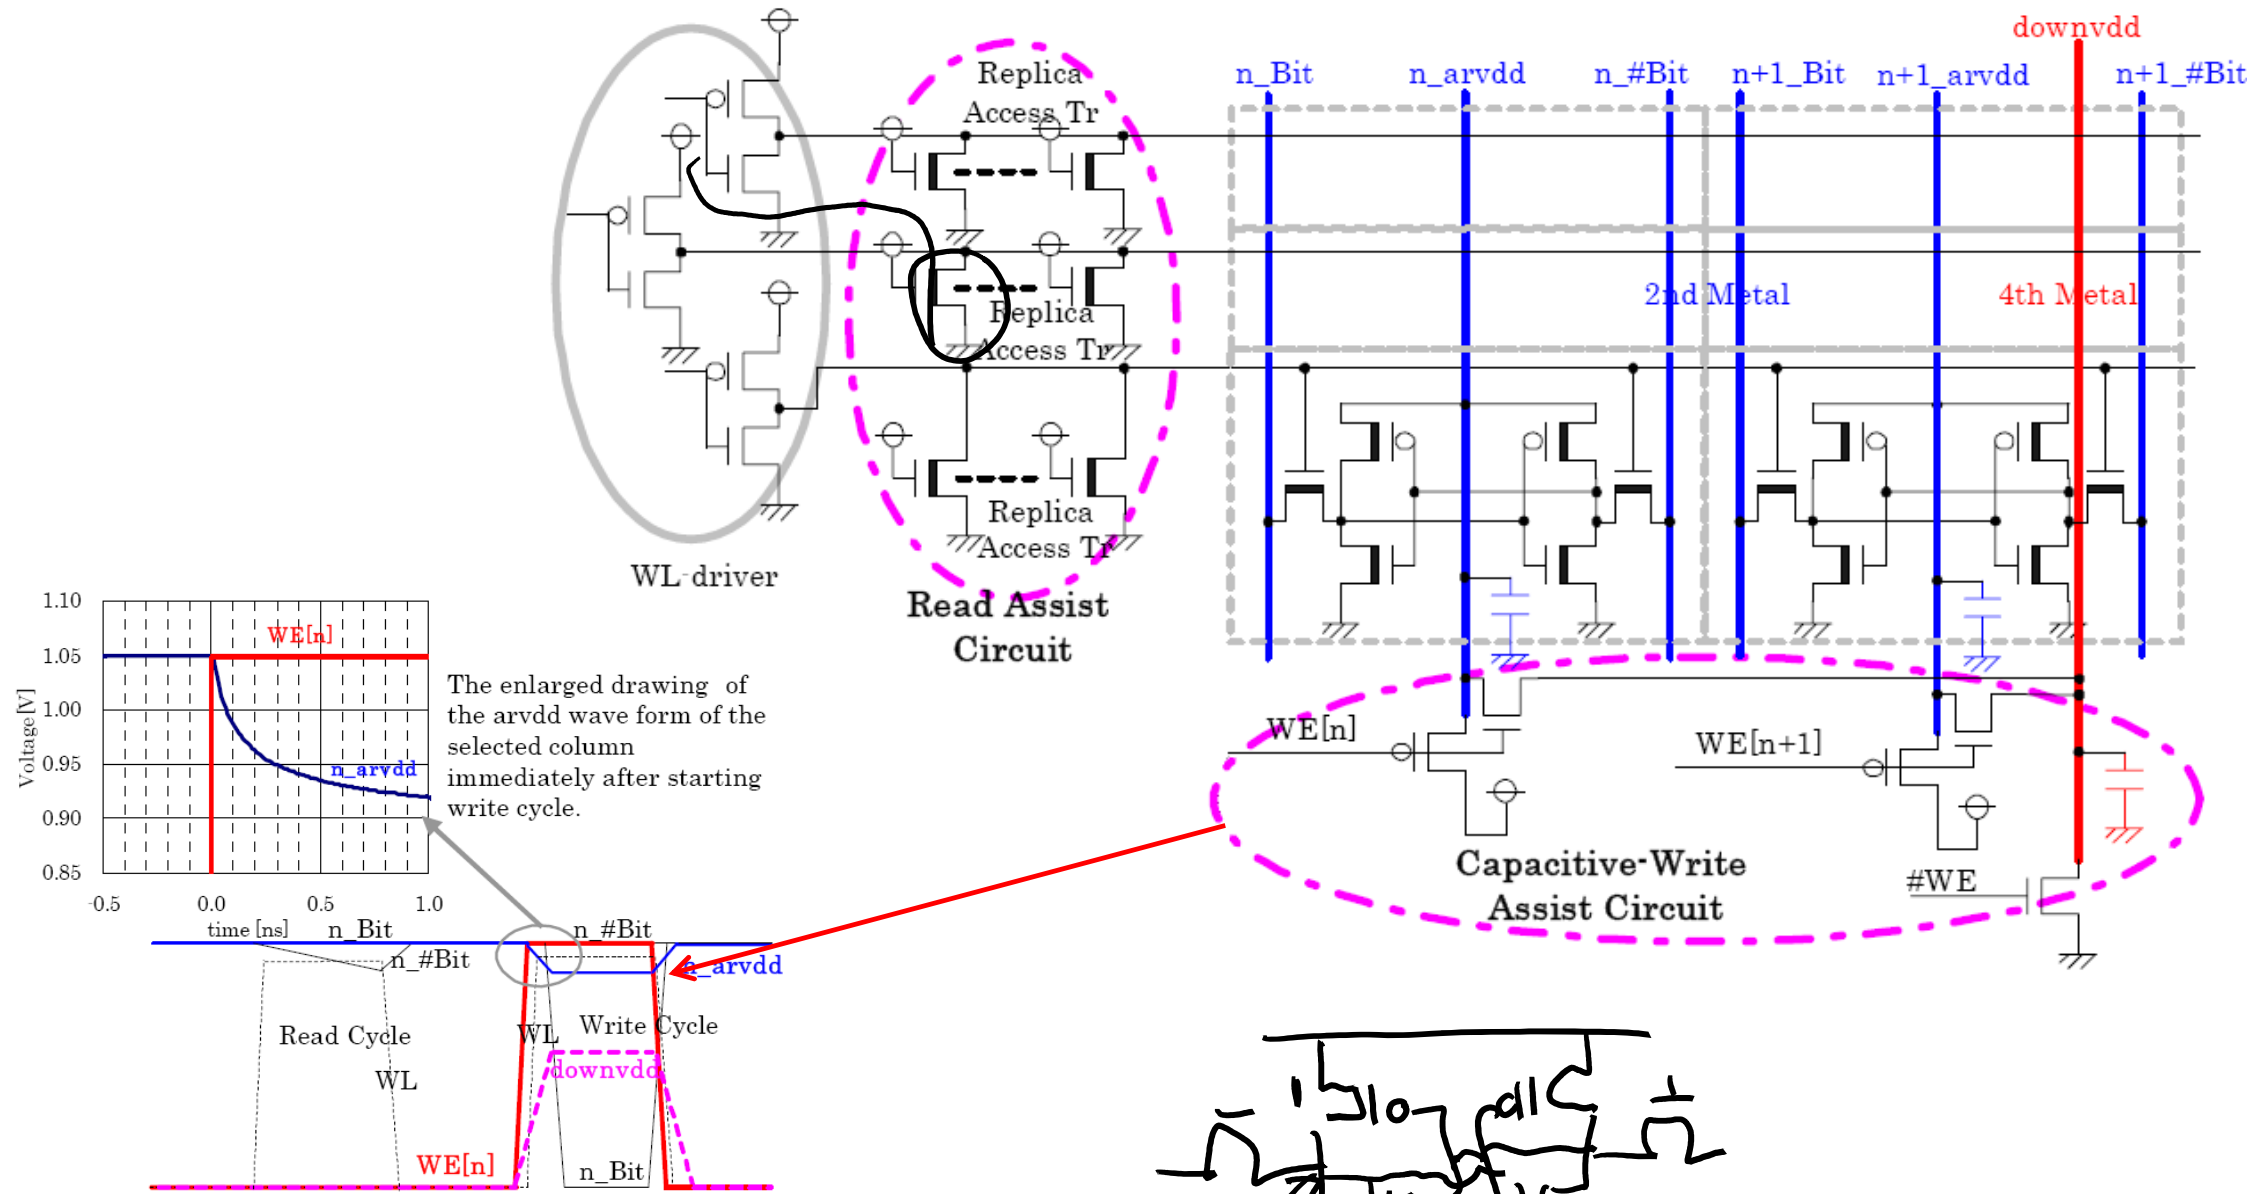 downvdd
n_Bit
n_arvdd
n_#Bit
n+1_Bit
n+1_arvdd
n+1_#Bit
Replica
Access Tr
2nd Metal
4th Metal
Replica
Access Tr
Replica
Access Tr
WL-driver
Read Assist
Circuit
WE[n]
WE[n+1]
Capacitive-Write
Assist Circuit
#WE
1.10
1.05
1.00
0.95
0.90
0.85
Voltage[V]
WE[n]
n_arvdd
-0.5
0.0
0.5
1.0
time [ns]
The enlarged drawing of
the arvdd wave form of the
selected column
immediately after starting
write cycle.
n_Bit
n_#Bit
n_#Bit
n_arvdd
Read Cycle
WL
WL
Write Cycle
downvdd
WE[n]
n_Bit